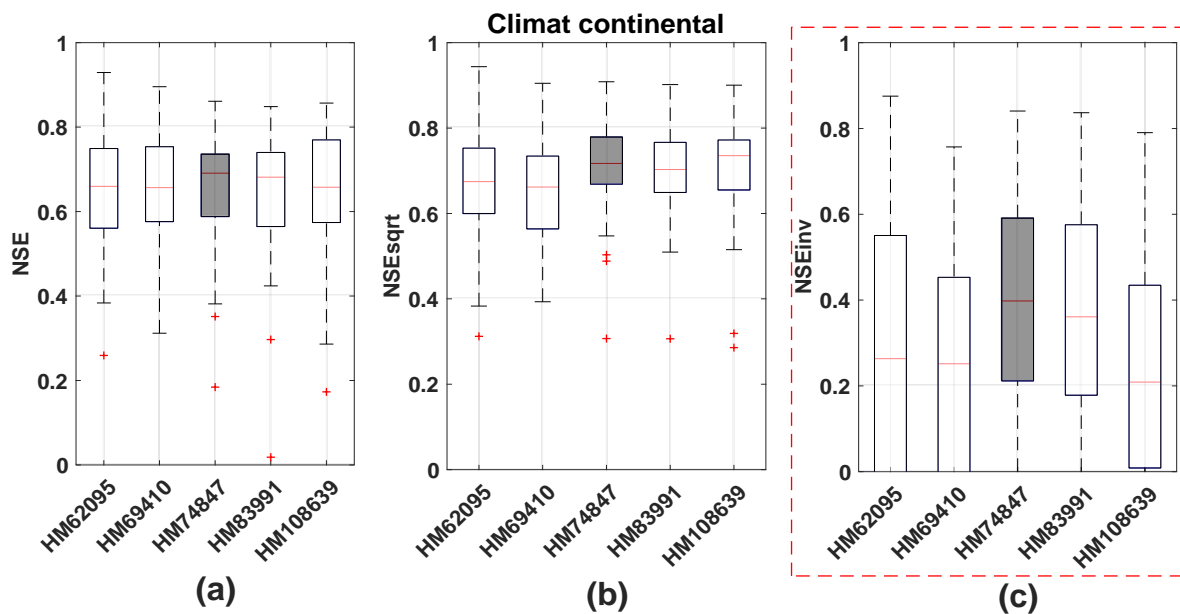 Climat continental
NSE
1
0.8
0.6
0.4
0.2
0
HM62095
HM69410
HM74847
HM83991
HM108639
(a)
NSEsqrt
1
0.8
0.6
0.4
0.2
0
HM62095
HM69410
HM74847
HM83991
HM108639
(b)
NSEinv
1
0.8
0.6
0.4
0.2
0
HM62095
HM69410
HM74847
HM83991
HM108639
(c)